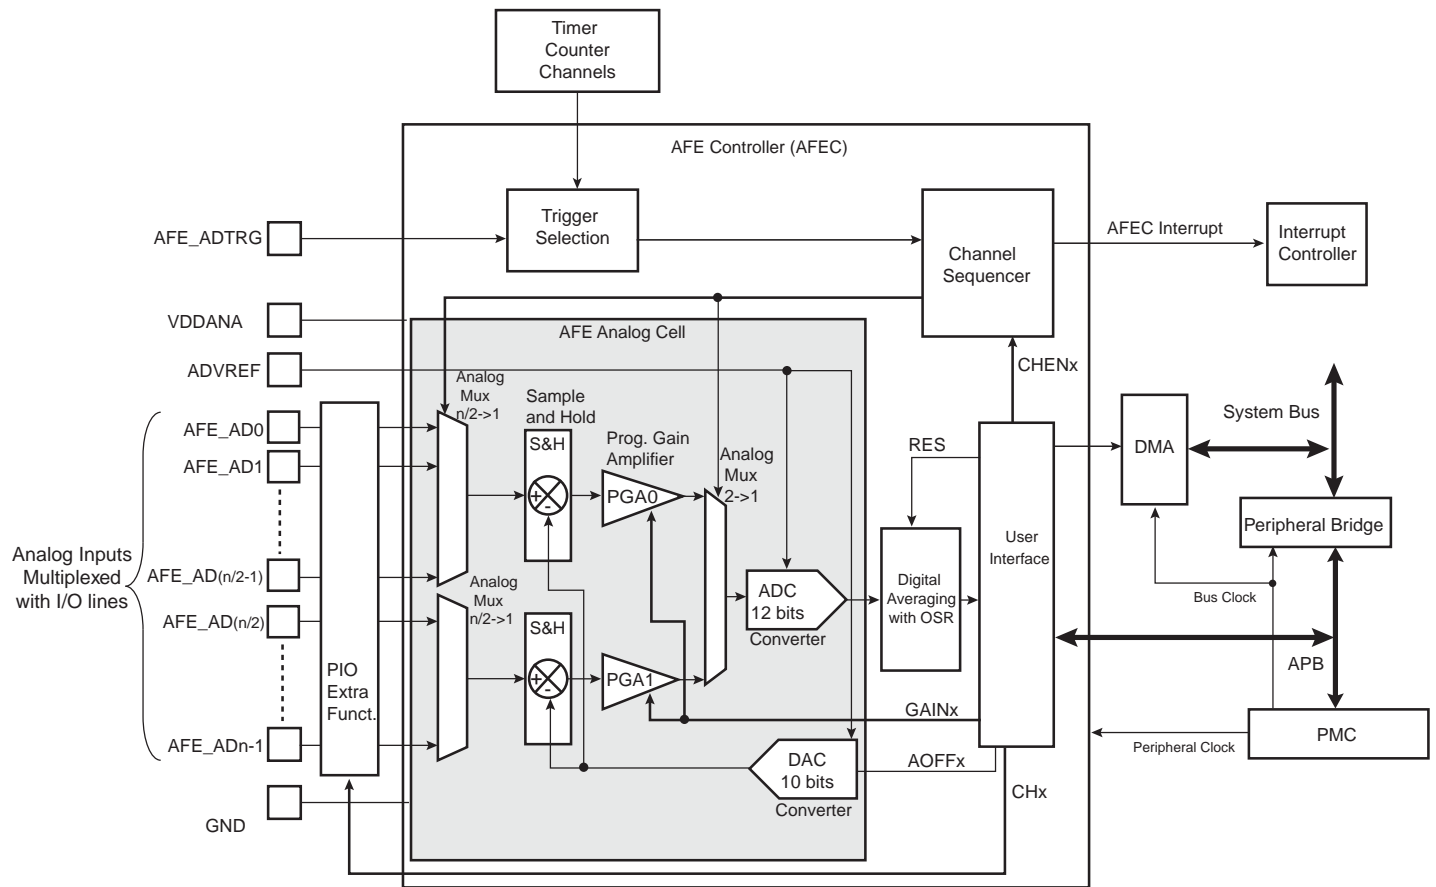 Timer
Counter
Channels
AFE Controller (AFEC)
AFE_ADTRG
Trigger
Selection
Channel
Sequencer
AFEC Interrupt
Interrupt
Controller
VDDANA
AFE Analog Cell
ADVREF
CHENx
Analog
Mux
n/2->1
Sample
and Hold
System Bus
AFE_AD0
AFE_AD1
S&H
+
-
Prog. Gain
Amplifier
PGA0
Analog
Mux
2->1
RES
DMA
User
Interface
Peripheral Bridge
Analog Inputs
Multiplexed
with I/O lines
AFE_AD(n/2-1)
AFE_AD(n/2)
Analog
Mux
n/2->1
ADC
12 bits
Converter
Digital
Averaging
with OSR
Bus Clock
S&H
+
-
PGA1
APB
PIO
Extra
Funct.
GAINx
AFE_ADn-1
DAC
10 bits
Converter
AOFFx
Peripheral Clock
PMC
CHx
GND